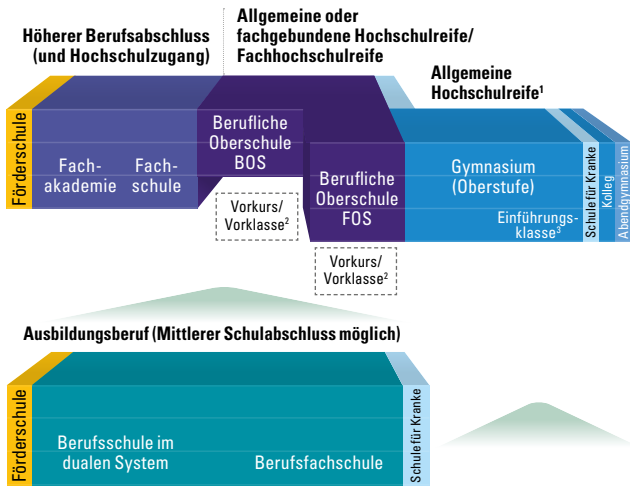 Höherer Berufsabschluss
(und Hochschulzugang)
Allgemeine oder
fachgebundene Hochschulreife/
Fachhochschulreife
Allgemeine
Hochschulreife¹
Förderschule
Fach-
akademie
Fach-
schule
Berufliche
Oberschule
BOS
Vorkurs/
Vorklasse²
Berufliche
Oberschule
FOS
Vorkurs/
Vorklasse²
Gymnasium
(Oberstufe)
Einführungs-
klasse³
Schule für Kranke
Kolleg
Abendgymnasium
Ausbildungsberuf (Mittlerer Schulabschluss möglich)
Förderschule
Berufsschule im
dualen System
Berufsfachschule
Schule für Kranke